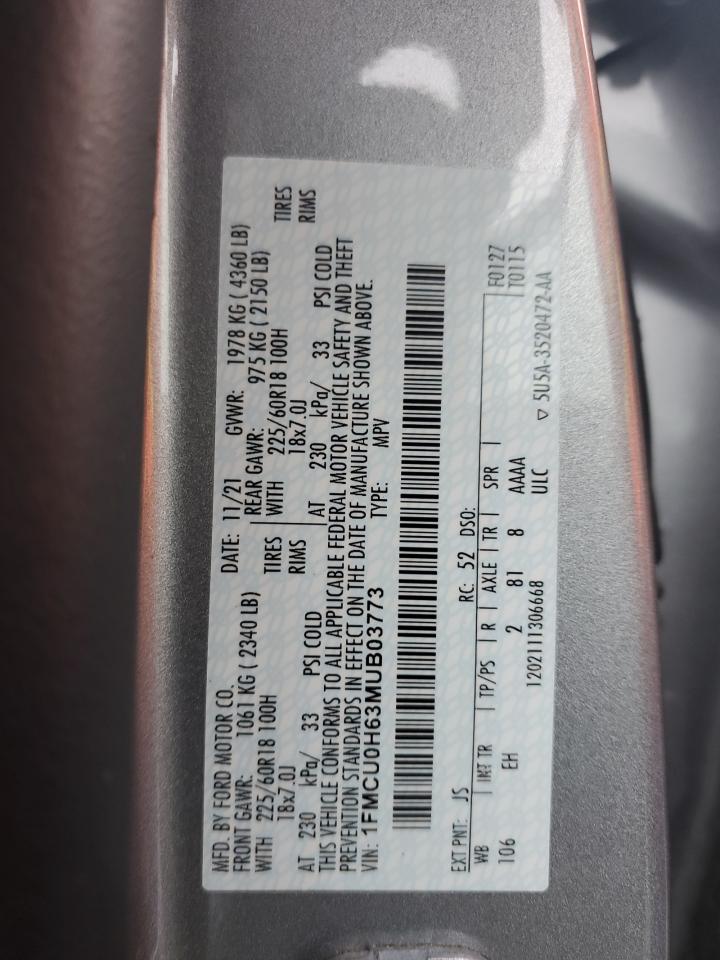 MFD. BY FORD MOTOR CO. DATE: 11/21 GVWR: 1978 KG ( 4360 LB)
FRONT GAWR: 1061 KG ( 2340 LB) REAR GAWR: 975 KG ( 2150 LB)
WITH 225/60R18 100H TIRES WITH 225/60R18 100H TIRES
18x7.0J RIMS 18x7.0J RIMS
AT 230 kPa/ 33 PSI COLD AT 230 kPa/ 33 PSI COLD
THIS VEHICLE CONFORMS TO ALL APPLICABLE FEDERAL MOTOR VEHICLE SAFETY AND THEFT
PREVENTION STANDARDS IN EFFECT ON THE DATE OF MANUFACTURE SHOWN ABOVE.
VIN: 1FMCU0H63MUB03773 TYPE: MPV
EXT PNT: JS RC: 52 DSO:
WB INT TR TP/PS R AXLE TR SPR F0127
106 EH 2 81 8 AAAA T0115
1202111306668 ULC ▽ 5U5A-3520472-AA